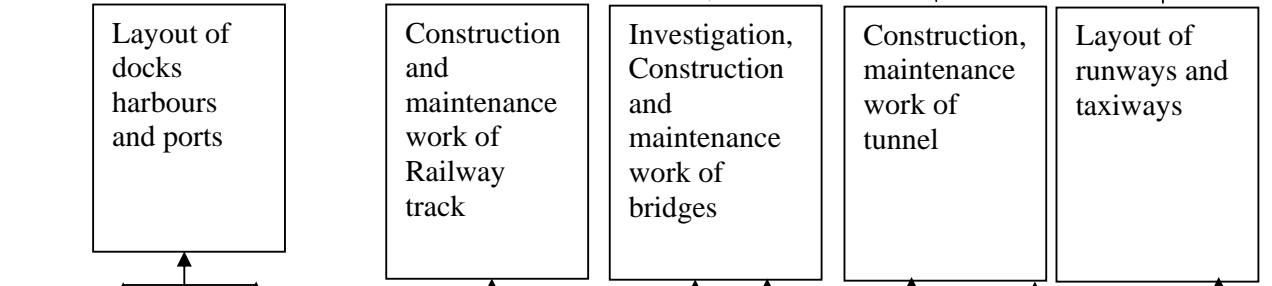 Layout of
docks
harbours
and ports
Construction
and
maintenance
work of
Railway
track
Investigation,
Construction
and
maintenance
work of
bridges
Construction,
maintenance
work of
tunnel
Layout of
runways and
taxiways